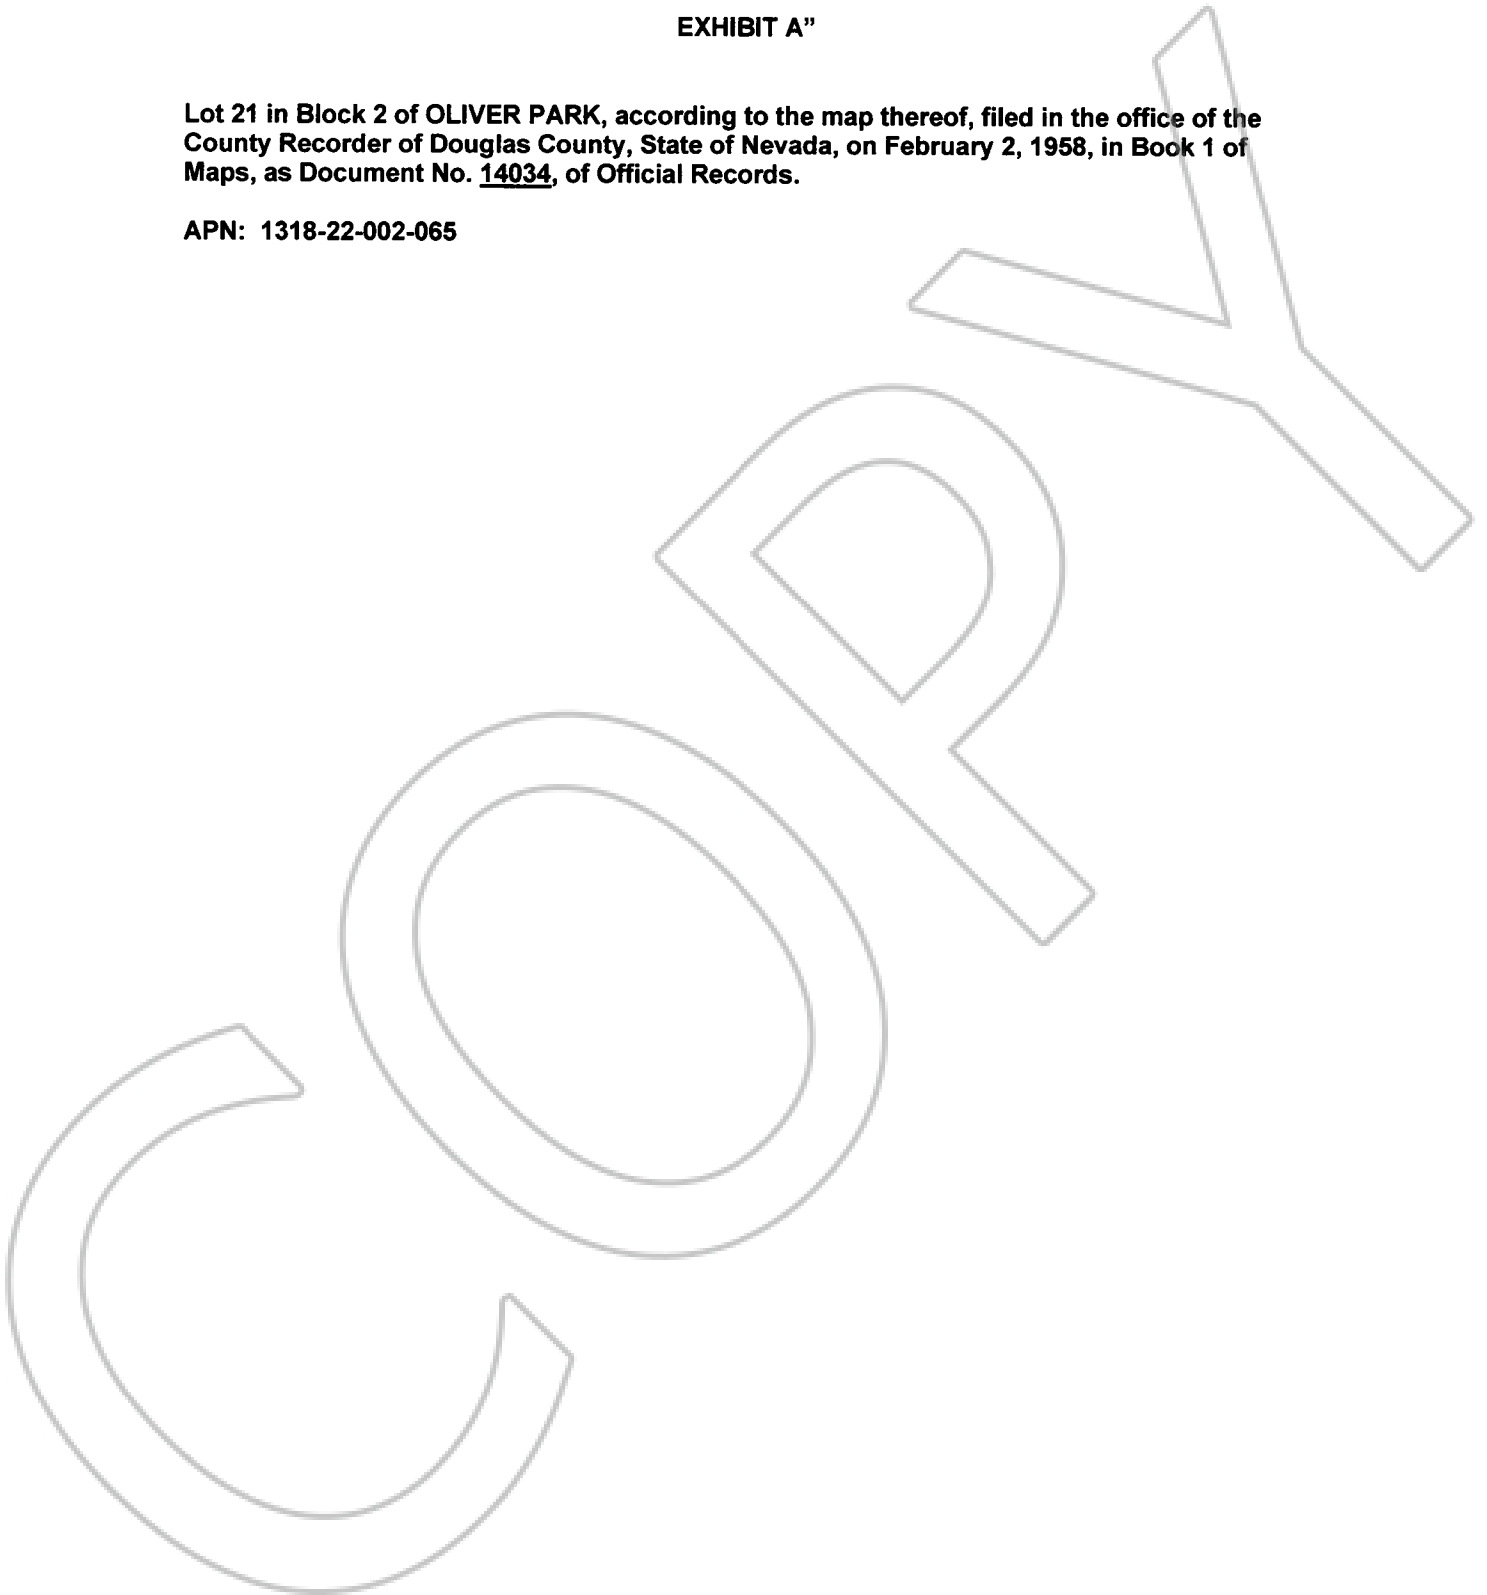 EXHIBIT A”
Lot 21 in Block 2 of OLIVER PARK, according to the map thereof, filed in the office of the
County Recorder of Douglas County, State of Nevada, on February 2, 1958, in Book 1 of
Maps, as Document No. 14034, of Official Records.
APN: 1318-22-002-065
COPY